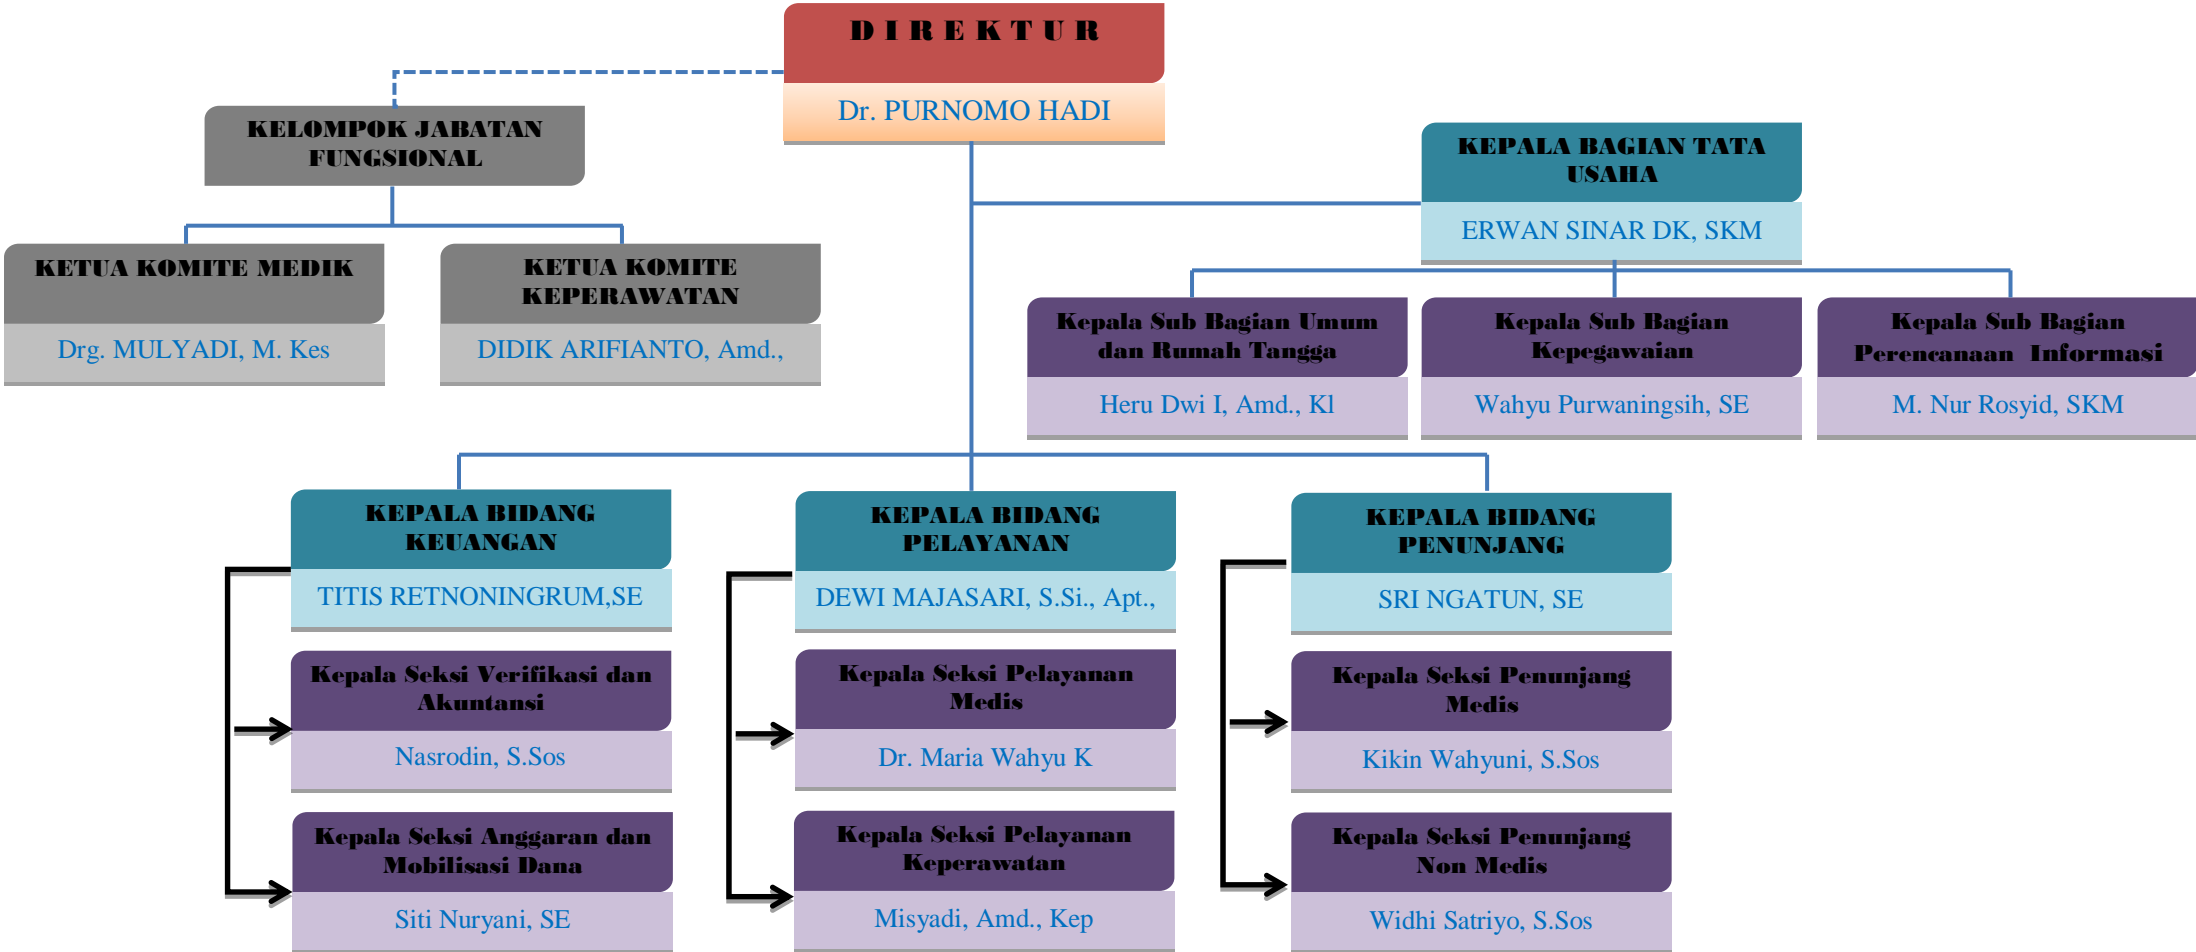 D I R E K T U R
Dr. PURNOMO HADI
KELOMPOK JABATAN
FUNGSIONAL
KETUA KOMITE MEDIK
Drg. MULYADI, M. Kes
KETUA KOMITE
KEPERAWATAN
DIDIK ARIFIANTO, Amd.,
KEPALA BAGIAN TATA
USAHA
ERWAN SINAR DK, SKM
Kepala Sub Bagian Umum
dan Rumah Tangga
Heru Dwi I, Amd., Kl
Kepala Sub Bagian
Kepegawaian
Wahyu Purwaningsih, SE
Kepala Sub Bagian
Perencanaan Informasi
M. Nur Rosyid, SKM
KEPALA BIDANG
KEUANGAN
TITIS RETNONINGRUM,SE
Kepala Seksi Verifikasi dan
Akuntansi
Nasrodin, S.Sos
Kepala Seksi Anggaran dan
Mobilisasi Dana
Siti Nuryani, SE
KEPALA BIDANG
PELAYANAN
DEWI MAJASARI, S.Si., Apt.,
Kepala Seksi Pelayanan
Medis
Dr. Maria Wahyu K
Kepala Seksi Pelayanan
Keperawatan
Misyadi, Amd., Kep
KEPALA BIDANG
PENUNJANG
SRI NGATUN, SE
Kepala Seksi Penunjang
Medis
Kikin Wahyuni, S.Sos
Kepala Seksi Penunjang
Non Medis
Widhi Satriyo, S.Sos